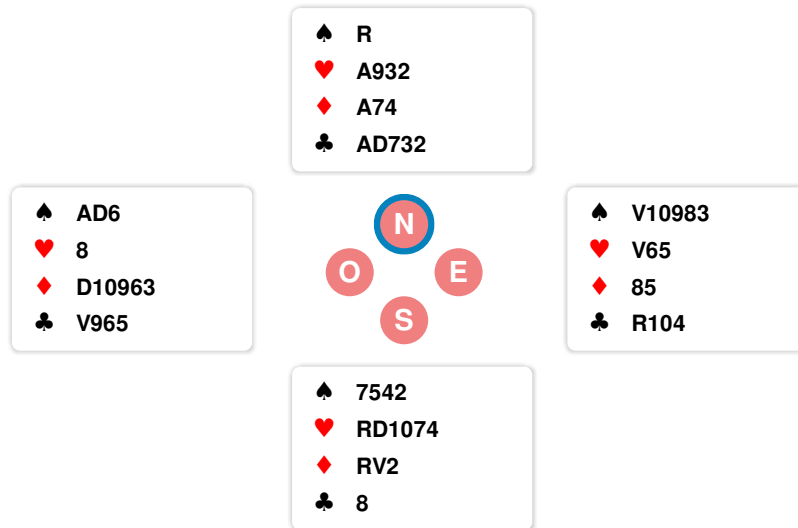 ♠ R
♥ A932
♦ A74
♣ AD732
♠ AD6
♥ 8
♦ D10963
♣ V965
N
O E
S
♠ V10983
♥ V65
♦ 85
♣ R104
♠ 7542
♥ RD1074
♦ RV2
♣ 8